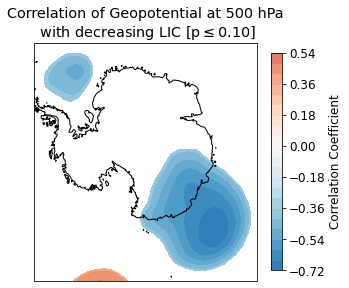 Correlation of Geopotential at 500 hPa
with decreasing LIC [p ≤ 0.10]
0.54
0.36
0.18
0.00
−0.18
−0.36
−0.54
−0.72
Correlation Coefficient